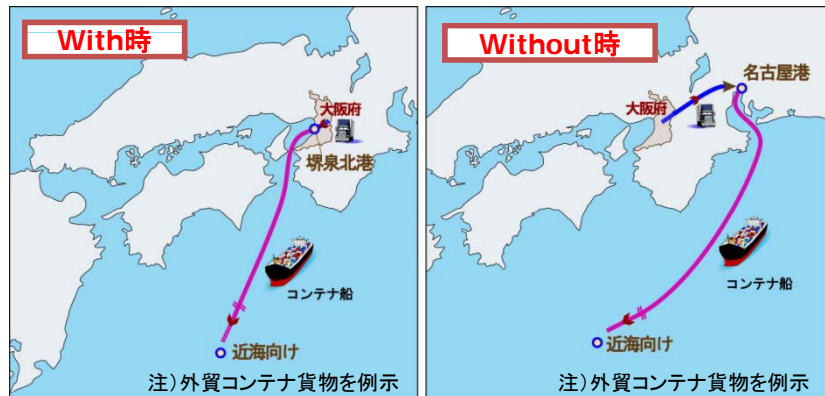 With時
大阪府
堺泉北港
コンテナ船
近海向け
注)外貿コンテナ貨物を例示
Without時
名古屋港
大阪府
コンテナ船
近海向け
注)外貿コンテナ貨物を例示